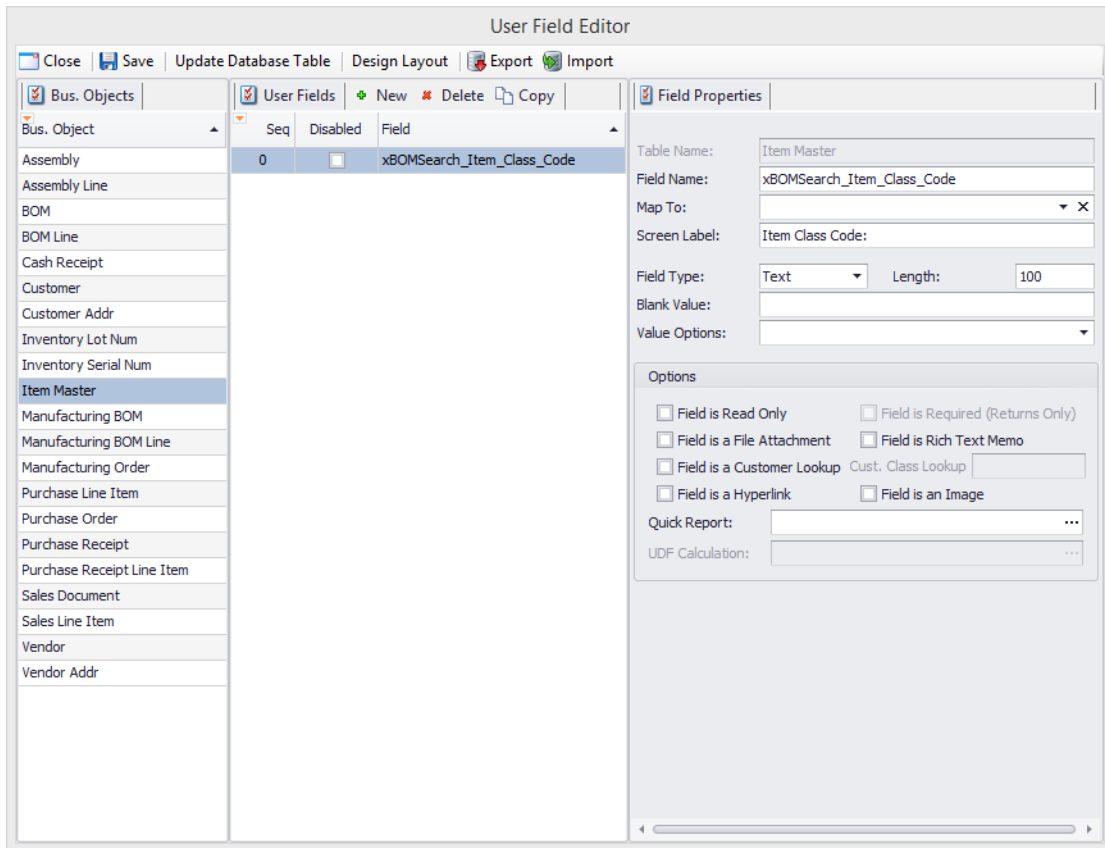 User Field Editor
Close Save Update Database Table Design Layout Export Import
Bus. Objects
Bus. Object
Assembly
Assembly Line
BOM
BOM Line
Cash Receipt
Customer
Customer Addr
Inventory Lot Num
Inventory Serial Num
Item Master
Manufacturing BOM
Manufacturing BOM Line
Manufacturing Order
Purchase Line Item
Purchase Order
Purchase Receipt
Purchase Receipt Line Item
Sales Document
Sales Line Item
Vendor
Vendor Addr
User Fields New Delete Copy
Seq Disabled Field
0 xBOMSearch_Item_Class_Code
Field Properties
Table Name: Item Master
Field Name: xBOMSearch_Item_Class_Code
Map To:
Screen Label: Item Class Code:
Field Type: Text Length: 100
Blank Value:
Value Options:
Options
Field is Read Only Field is Required (Returns Only)
Field is a File Attachment Field is Rich Text Memo
Field is a Customer Lookup Cust. Class Lookup
Field is a Hyperlink Field is an Image
Quick Report: ...
UDF Calculation: ...